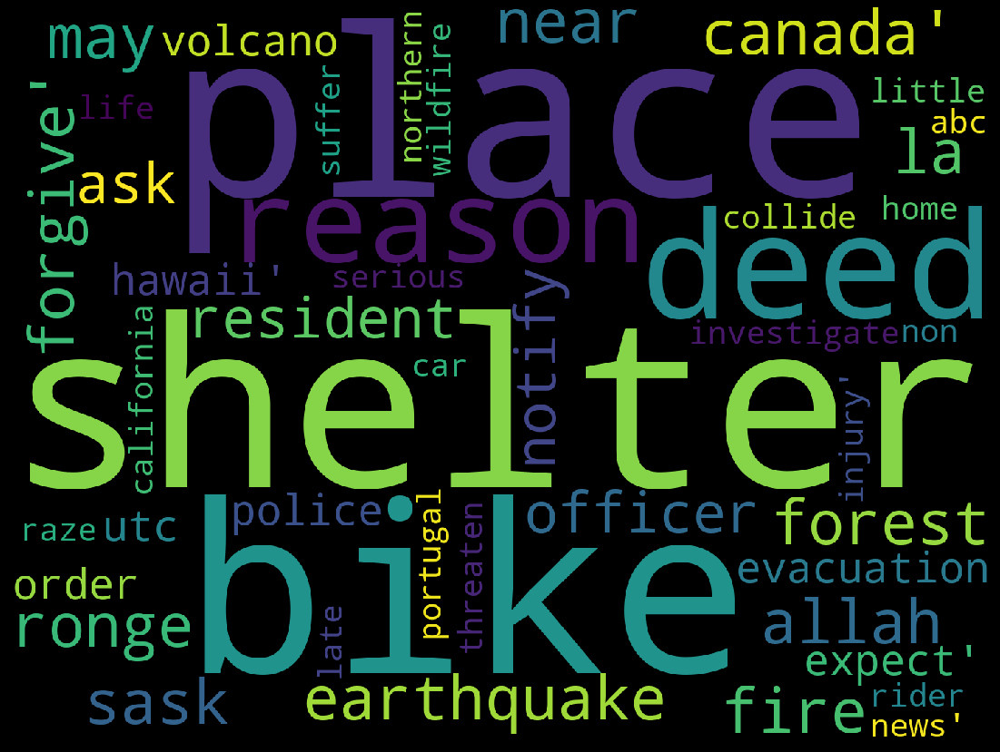 may
volcano
place
near
canada'
forgive'
life
suffer
northern
wildfire
little
abc
la
ask
reason
deed
collide
home
hawaii'
serious
notify
resident
california
car
investigate
non
shelter
injury'
raze
utc
police
bike
portugal
threaten
officer
forest
order
evacuation
ronge
late
allah
expect'
sask
earthquake
fire
rider
news'